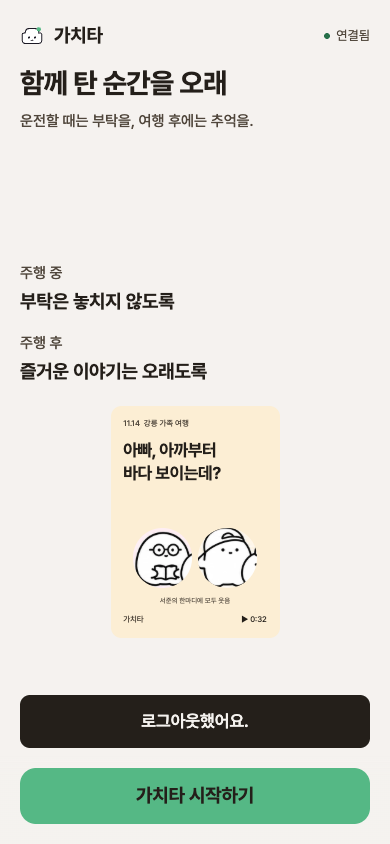 가치타
연결됨
함께 탄 순간을 오래
운전할 때는 부탁을, 여행 후에는 추억을.
주행 중
부탁은 놓치지 않도록
주행 후
즐거운 이야기는 오래도록
11.14 강릉 가족 여행
아빠, 아까부터
바다 보이는데?
서준의 한마디에 모두 웃음
가치타
▶ 0:32
로그아웃했어요.
가치타 시작하기